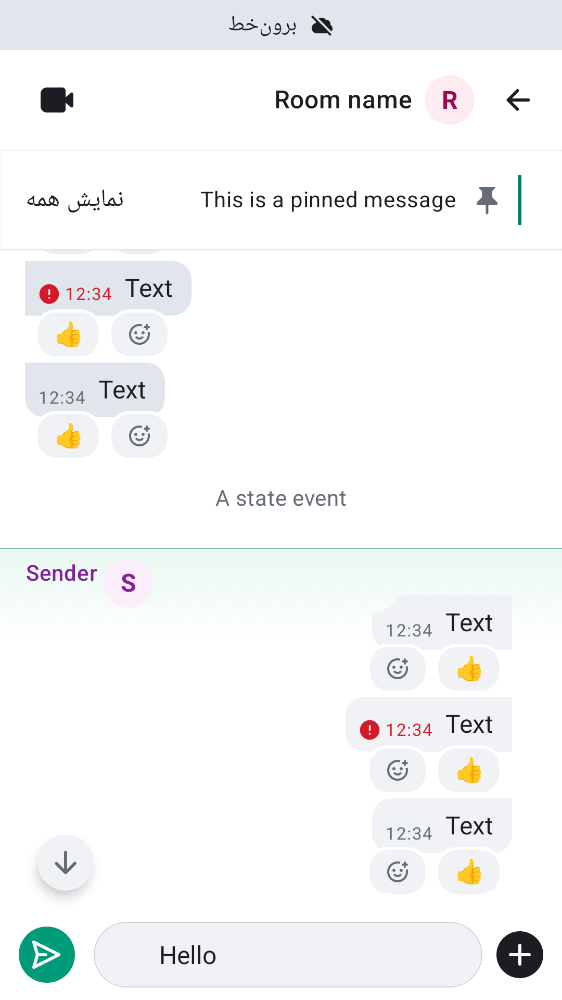 برون‌خط
Room name
R
This is a pinned message
نمایش همه
12:34 Text
👍
12:34 Text
👍
A state event
Sender
S
12:34 Text
👍
12:34 Text
👍
12:34 Text
👍
Hello